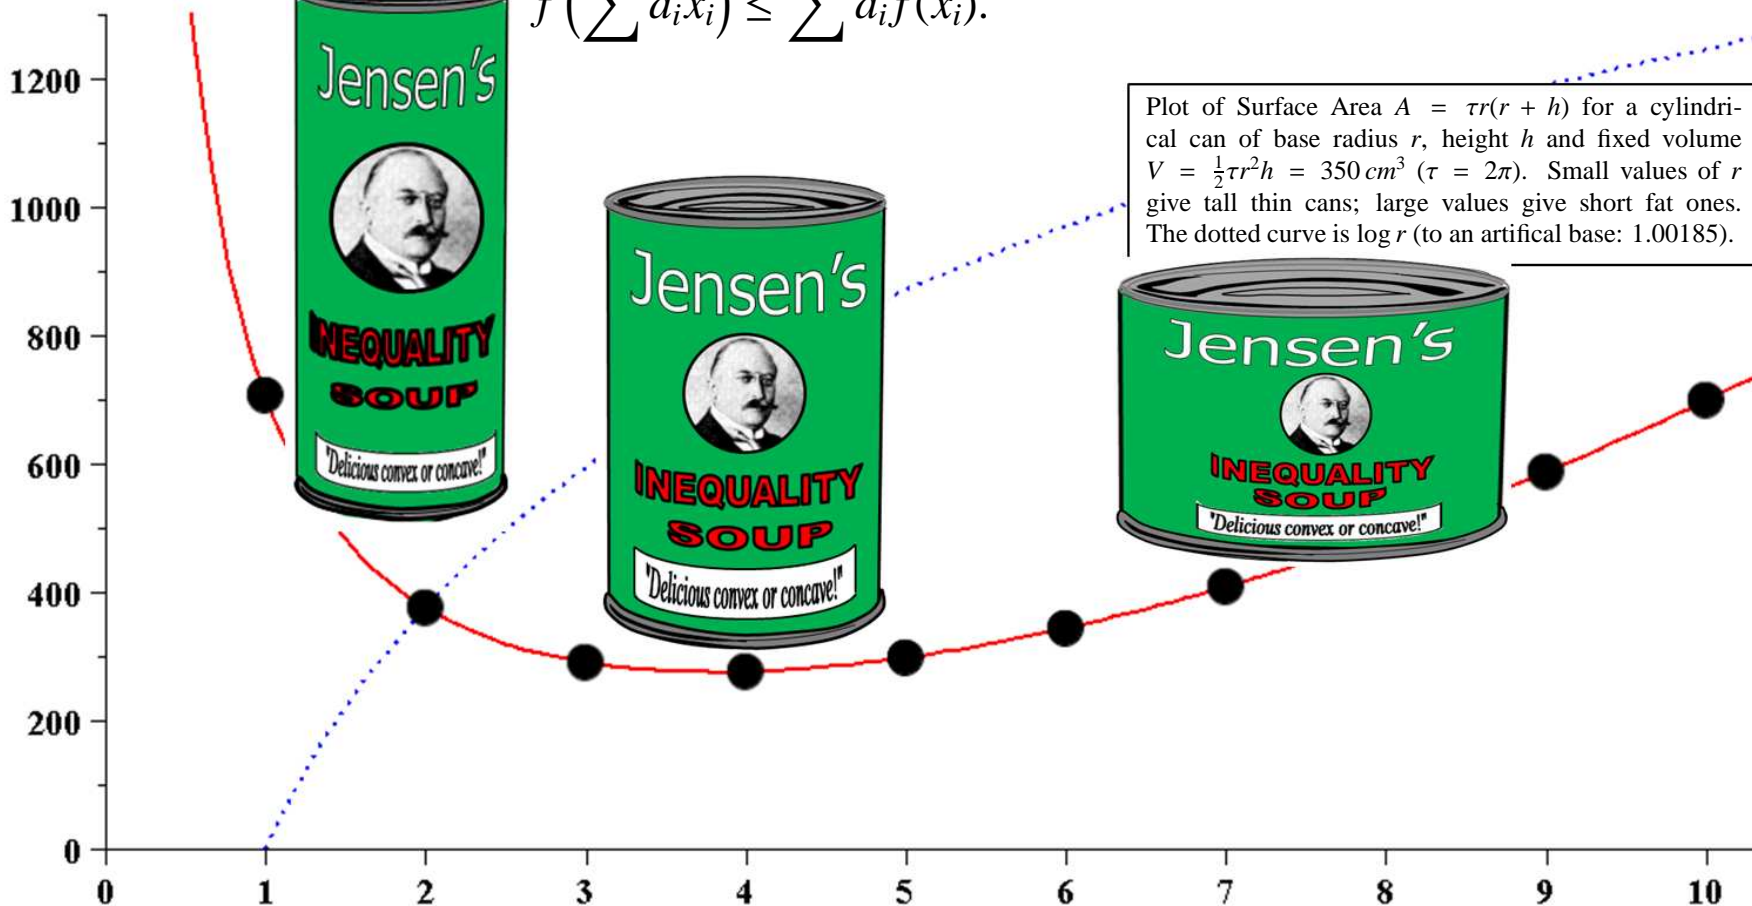 f (∑ a_i x_i) ≤ ∑ a_i f(x_i).
1200
1000
800
600
400
200
0
Jensen's
INEQUALITY
SOUP
"Delicious convex or concave!"
Jensen's
INEQUALITY
SOUP
"Delicious convex or concave!"
Plot of Surface Area A = τr(r + h) for a cylindri-
cal can of base radius r, height h and fixed volume
V = ½τr²h = 350 cm³ (τ = 2π). Small values of r
give tall thin cans; large values give short fat ones.
The dotted curve is log r (to an artifical base: 1.00185).
Jensen's
INEQUALITY
SOUP
"Delicious convex or concave!"
0 1 2 3 4 5 6 7 8 9 10